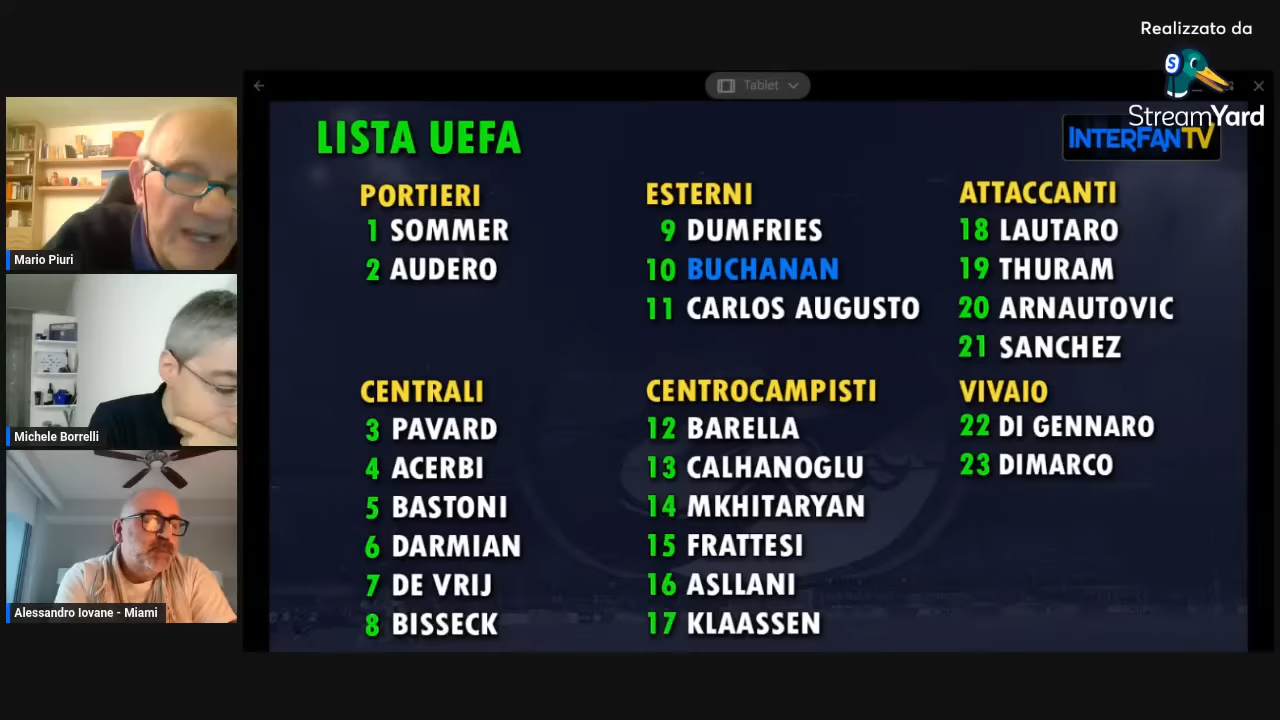 Realizzato da
StreamYard
Tablet
LISTA UEFA
INTERFANTV
PORTIERI
1 SOMMER
2 AUDERO
ESTERNI
9 DUMFRIES
10 BUCHANAN
11 CARLOS AUGUSTO
ATTACCANTI
18 LAUTARO
19 THURAM
20 ARNAUTOVIC
21 SANCHEZ
CENTRALI
3 PAVARD
4 ACERBI
5 BASTONI
6 DARMIAN
7 DE VRIJ
8 BISSECK
CENTROCAMPISTI
12 BARELLA
13 CALHANOGLU
14 MKHITARYAN
15 FRATTESI
16 ASLLANI
17 KLAASSEN
VIVAIO
22 DI GENNARO
23 DIMARCO
Mario Piuri
Michele Borrelli
Alessandro Iovane - Miami